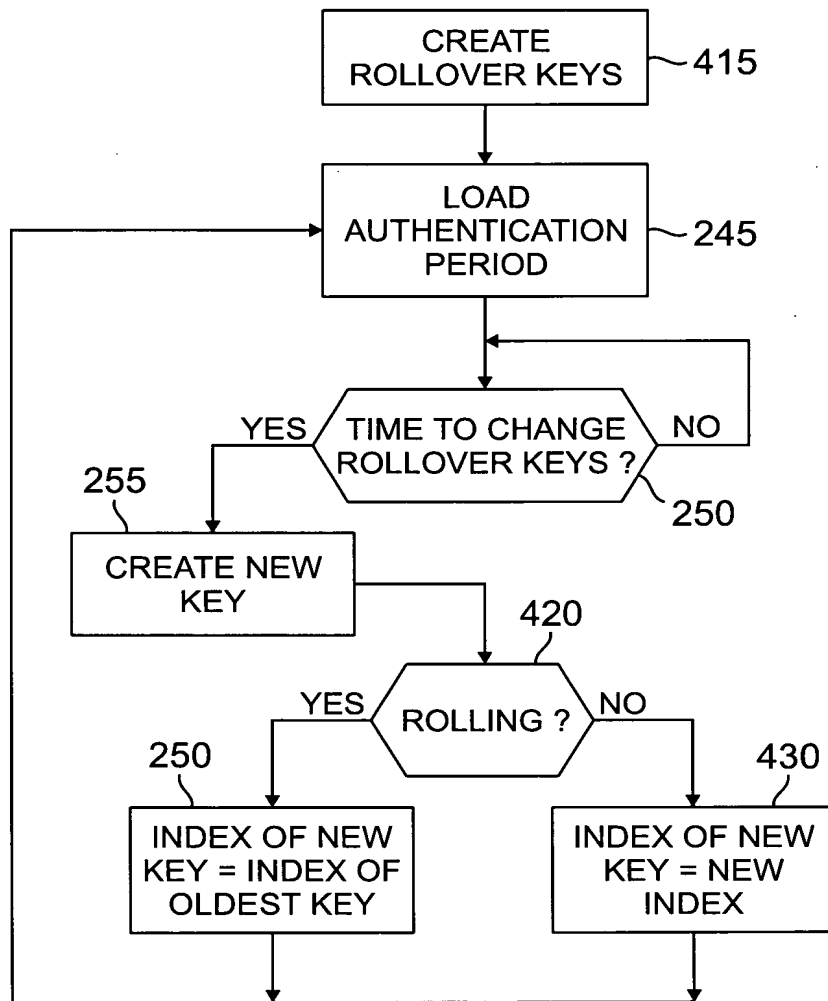 CREATE
ROLLOVER KEYS
415
LOAD
AUTHENTICATION
PERIOD
245
YES
TIME TO CHANGE
ROLLOVER KEYS ?
NO
250
255
CREATE NEW
KEY
420
YES
ROLLING ?
NO
250
INDEX OF NEW
KEY = INDEX OF
OLDEST KEY
430
INDEX OF NEW
KEY = NEW
INDEX